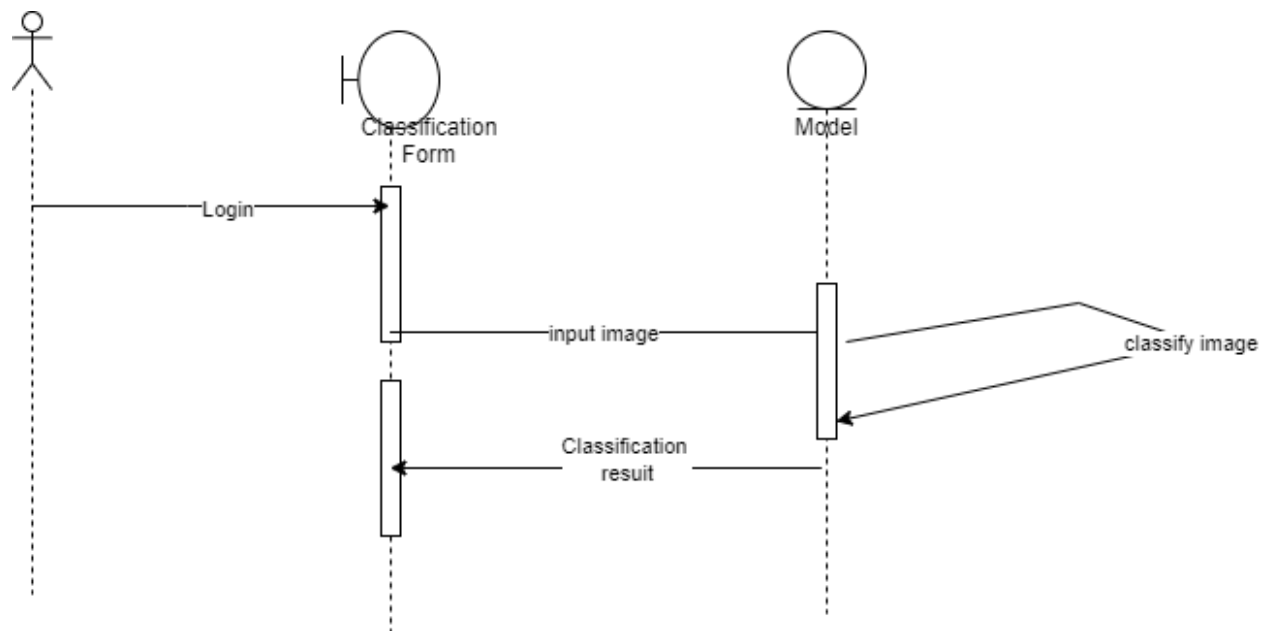 Classification
Form
Model
Login
input image
classify image
Classification
resuit